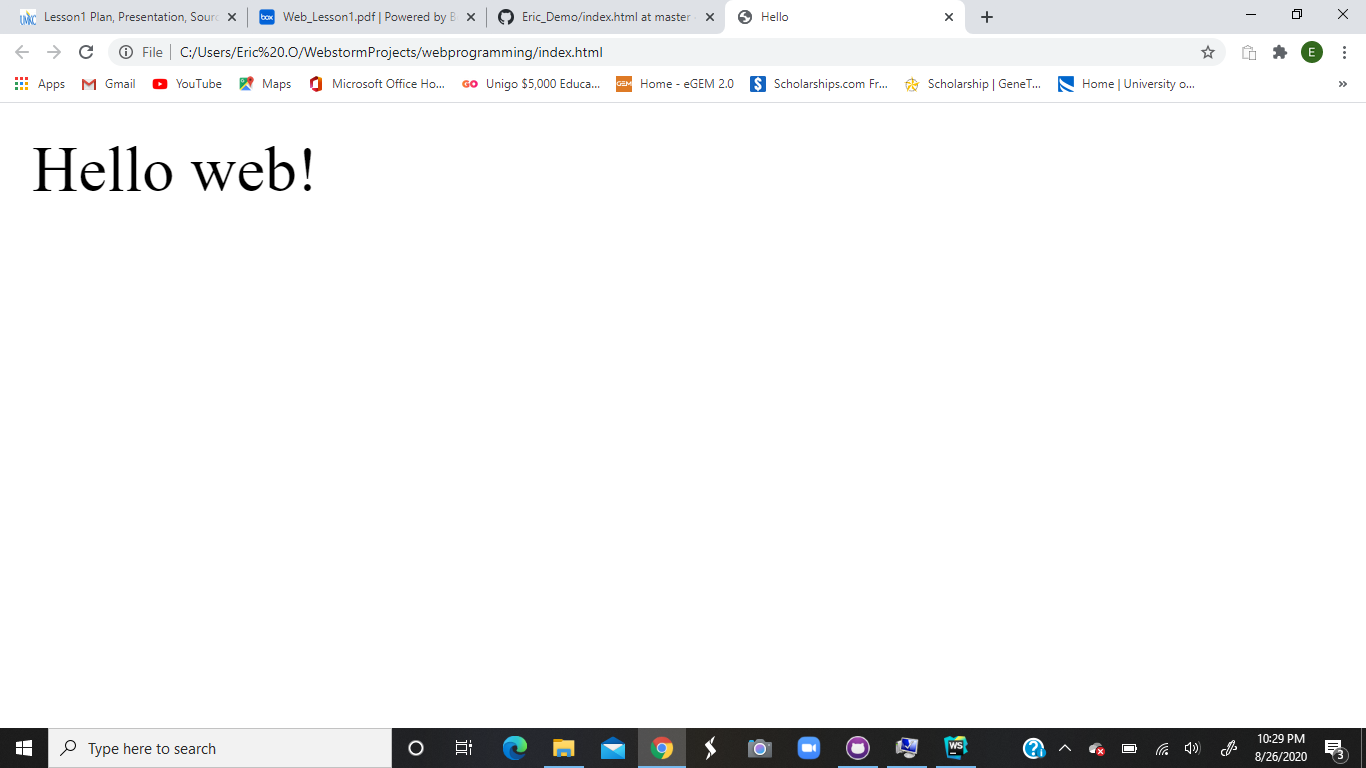 Lesson1 Plan, Presentation, Sourc
Web_Lesson1.pdf | Powered by B
Eric_Demo/index.html at master
Hello
File
C:/Users/Eric%20.O/WebstormProjects/webprogramming/index.html
E
Apps
Gmail
YouTube
Maps
Microsoft Office Ho...
GO
Unigo $5,000 Educa...
GEM
Home - eGEM 2.0
Scholarships.com Fr...
Scholarship | GeneT...
Home | University o...
Hello web!
Type here to search
WS
10:29 PM
8/26/2020
3